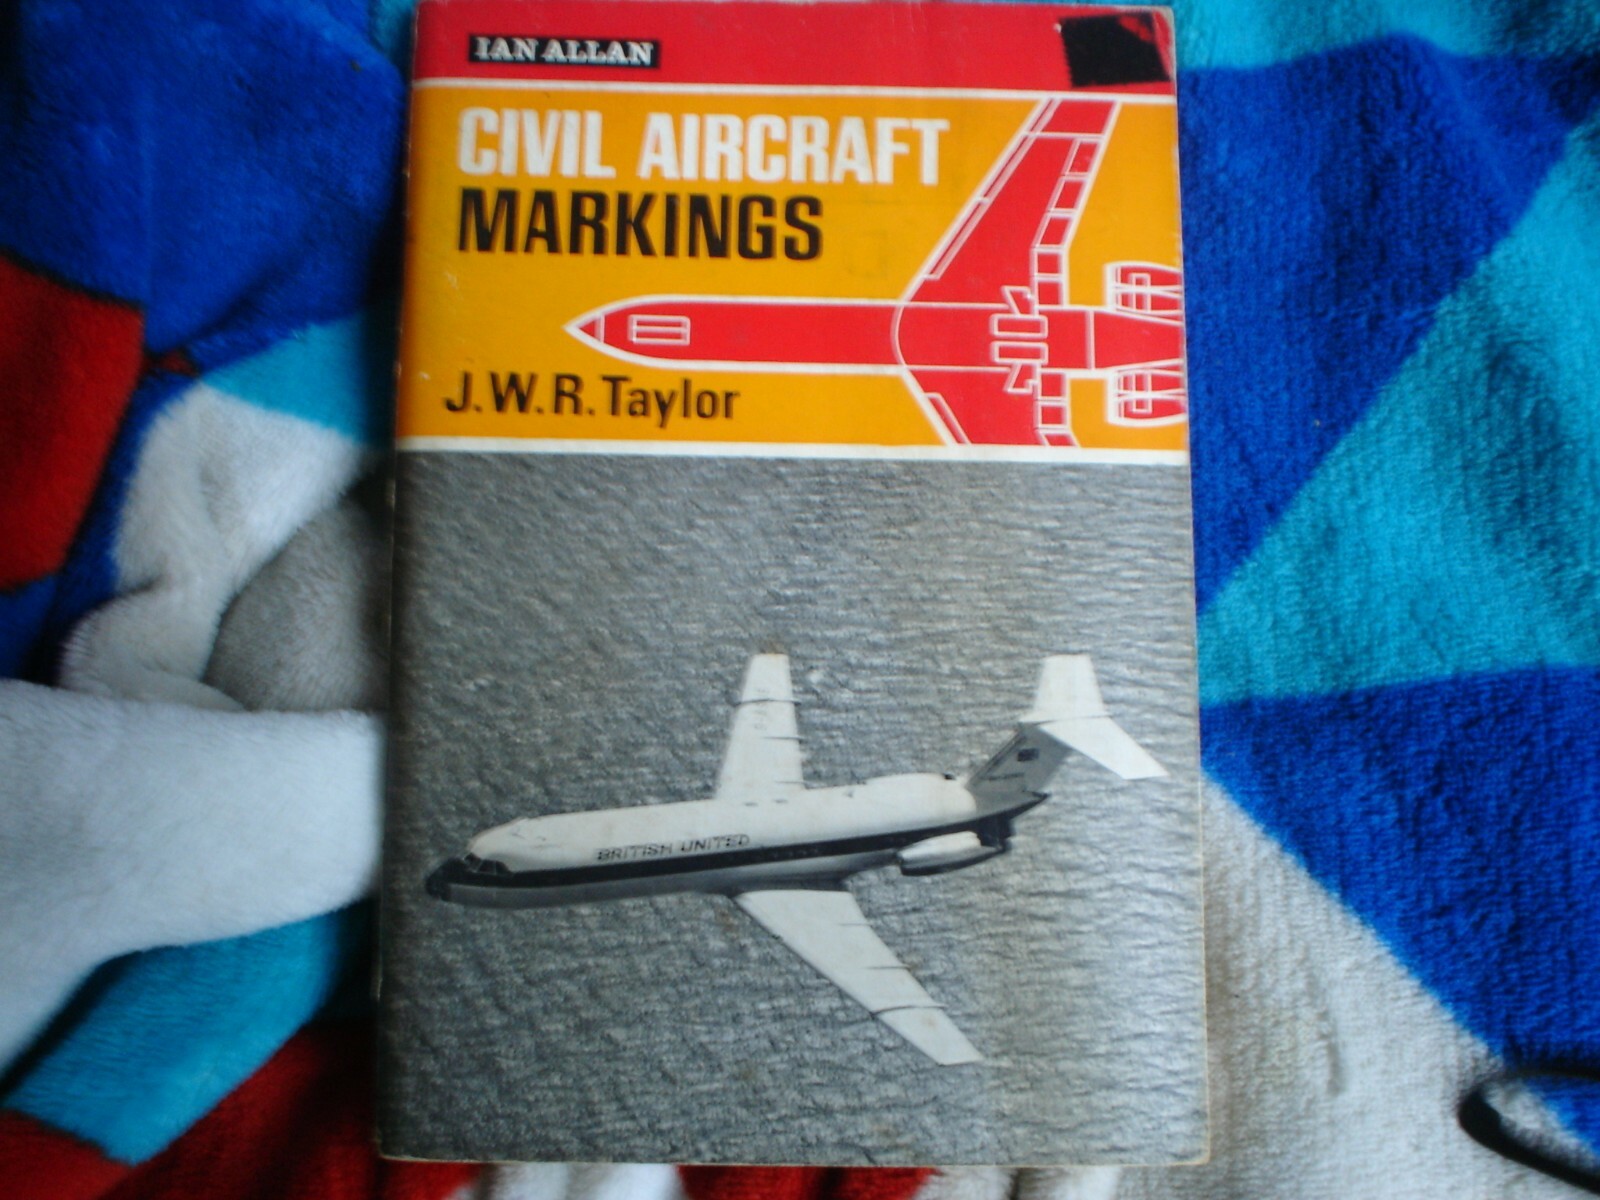 IAN ALLAN
CIVIL AIRCRAFT
MARKINGS
J.W.R. Taylor
BRITISH UNITED